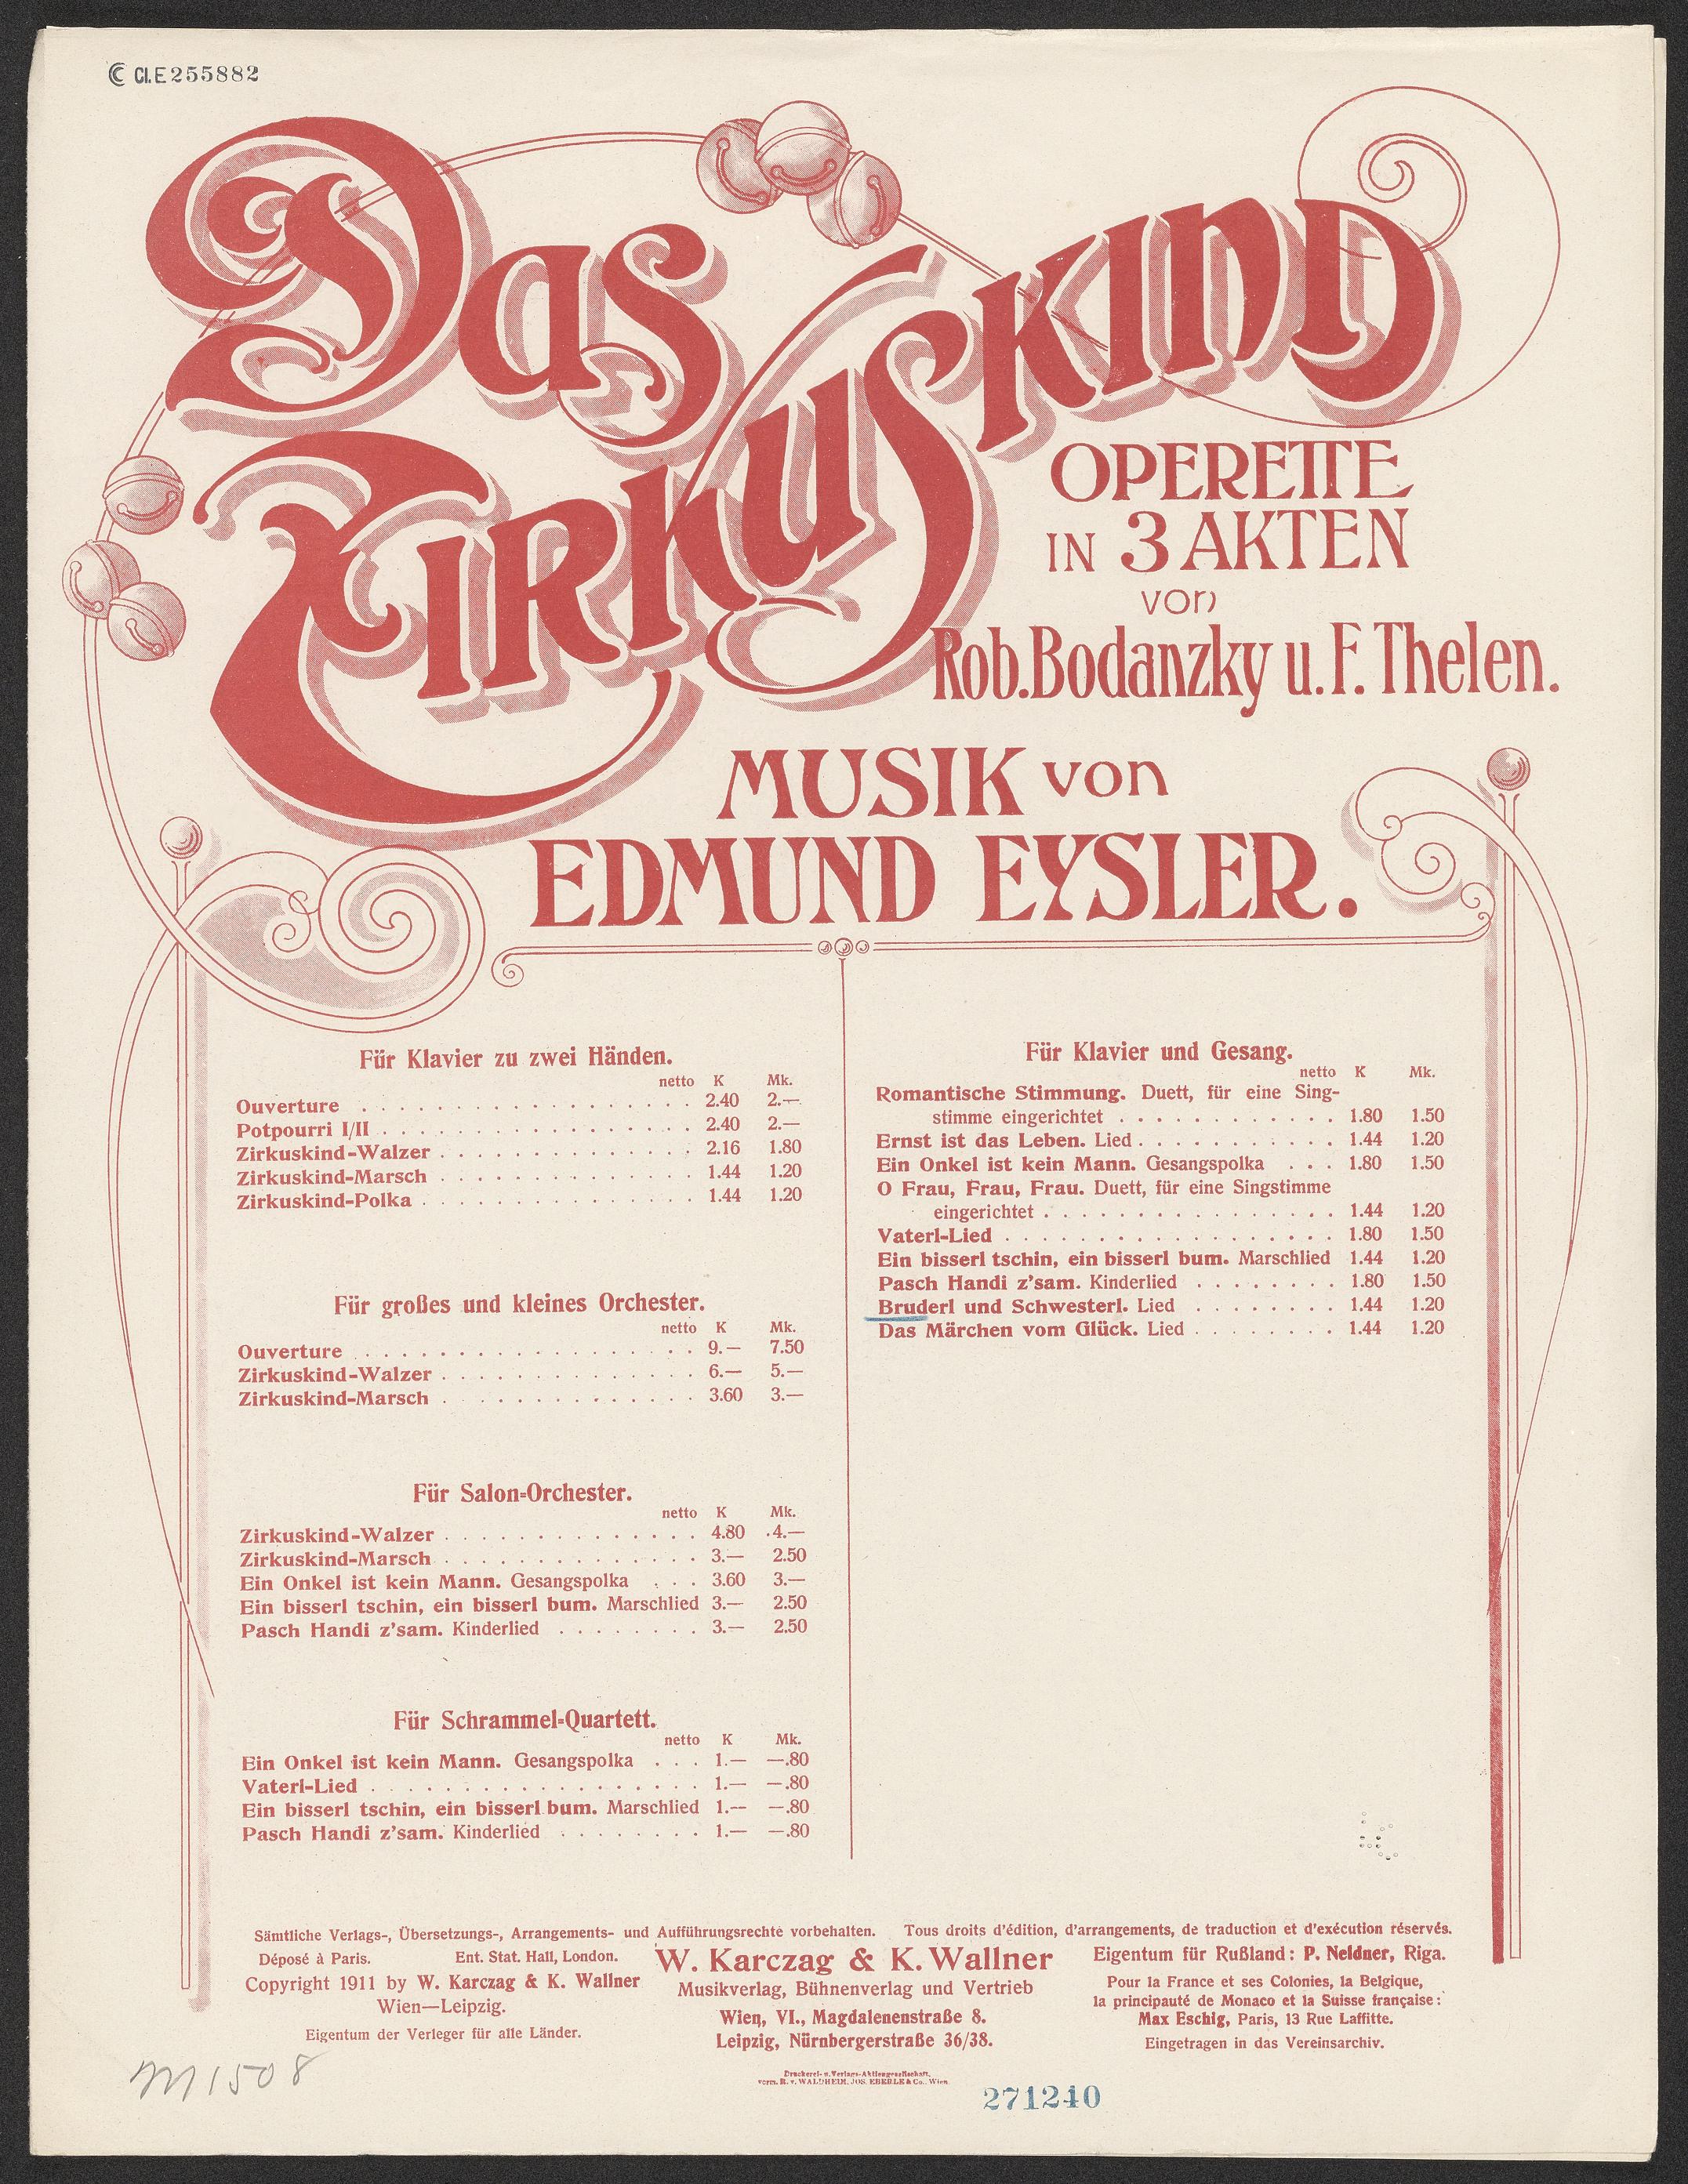 © Cl. E 255882
Das
Zirkuskind
OPERETTE
IN 3 AKTEN
von
Rob. Bodanzky u. F. Thelen.
MUSIK von
EDMUND EYSLER.
Für Klavier zu zwei Händen.
netto K Mk.
Ouverture . . . . . . . . . . . . . . . . . . 2.40 2.—
Potpourri I/II . . . . . . . . . . . . . . . . . 2.40 2.—
Zirkuskind-Walzer . . . . . . . . . . . . . . 2.16 1.80
Zirkuskind-Marsch . . . . . . . . . . . . . . 1.44 1.20
Zirkuskind-Polka . . . . . . . . . . . . . . . 1.44 1.20
Für großes und kleines Orchester.
netto K Mk.
Ouverture . . . . . . . . . . . . . . . . . . 9.— 7.50
Zirkuskind-Walzer . . . . . . . . . . . . . . 6.— 5.—
Zirkuskind-Marsch . . . . . . . . . . . . . . 3.60 3.—
Für Salon-Orchester.
netto K Mk.
Zirkuskind-Walzer . . . . . . . . . . . . . . 4.80 4.—
Zirkuskind-Marsch . . . . . . . . . . . . . . 3.— 2.50
Ein Onkel ist kein Mann. Gesangspolka . . . 3.60 3.—
Ein bisserl tschin, ein bisserl bum. Marschlied 3.— 2.50
Pasch Handi z'sam. Kinderlied . . . . . . . . 3.— 2.50
Für Schrammel-Quartett.
netto K Mk.
Ein Onkel ist kein Mann. Gesangspolka . . . 1.— —.80
Vaterl-Lied . . . . . . . . . . . . . . . . . . 1.— —.80
Ein bisserl tschin, ein bisserl bum. Marschlied 1.— —.80
Pasch Handi z'sam. Kinderlied . . . . . . . . 1.— —.80
Für Klavier und Gesang.
netto K Mk.
Romantische Stimmung. Duett, für eine Sing-
stimme eingerichtet . . . . . . . . . . . . 1.80 1.50
Ernst ist das Leben. Lied . . . . . . . . . . . 1.44 1.20
Ein Onkel ist kein Mann. Gesangspolka . . . 1.80 1.50
O Frau, Frau, Frau. Duett, für eine Singstimme
eingerichtet . . . . . . . . . . . . . . . . 1.44 1.20
Vaterl-Lied . . . . . . . . . . . . . . . . . . 1.80 1.50
Ein bisserl tschin, ein bisserl bum. Marschlied 1.44 1.20
Pasch Handi z'sam. Kinderlied . . . . . . . . 1.80 1.50
Bruderl und Schwesterl. Lied . . . . . . . . 1.44 1.20
Das Märchen vom Glück. Lied . . . . . . . . 1.44 1.20
Sämtliche Verlags-, Übersetzungs-, Arrangements- und Aufführungsrechte vorbehalten. Tous droits d'édition, d'arrangements, de traduction et d'exécution réservés.
Déposé à Paris. Ent. Stat. Hall, London.
Copyright 1911 by W. Karczag & K. Wallner
Wien—Leipzig.
Eigentum der Verleger für alle Länder.
W. Karczag & K. Wallner
Musikverlag, Bühnenverlag und Vertrieb
Wien, VI., Magdalenenstraße 8.
Leipzig, Nürnbergerstraße 36/38.
Eigentum für Rußland: P. Neldner, Riga.
Pour la France et ses Colonies, la Belgique,
la principauté de Monaco et la Suisse française:
Max Eschig, Paris, 13 Rue Laffitte.
Eingetragen in das Vereinsarchiv.
M1508
Druckerei- u. Verlags-Aktiengesellschaft,
vorm. R. v. WALDHEIM, JOS. EBERLE & Co., Wien.
271240